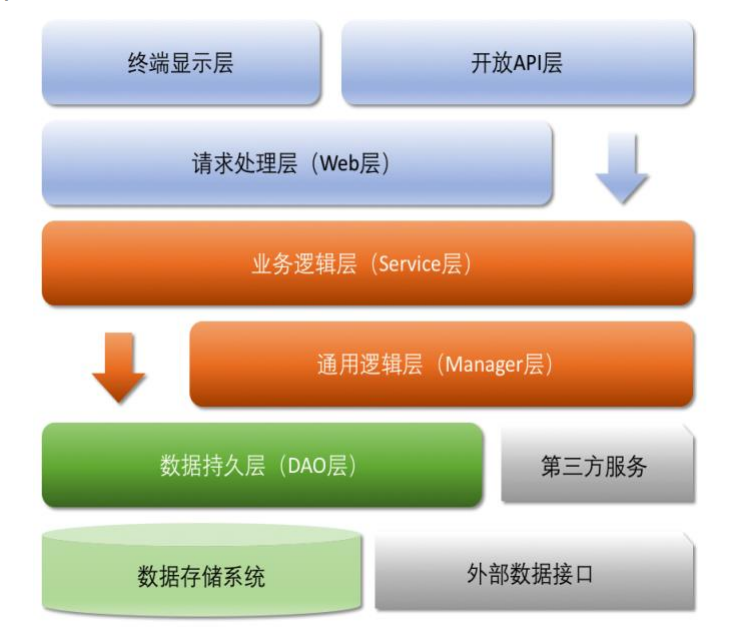 终端显示层
开放API层
请求处理层（Web层）
业务逻辑层（Service层）
通用逻辑层（Manager层）
数据持久层（DAO层）
第三方服务
数据存储系统
外部数据接口